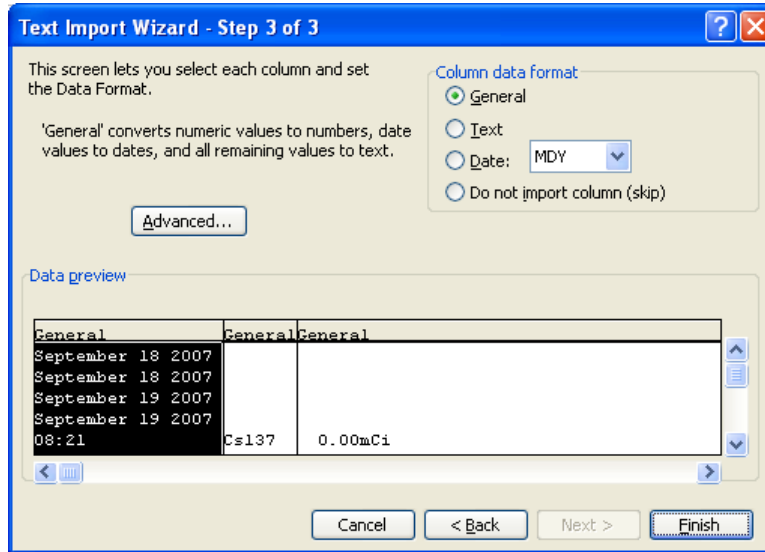 Text Import Wizard - Step 3 of 3
This screen lets you select each column and set
the Data Format.
'General' converts numeric values to numbers, date
values to dates, and all remaining values to text.
Advanced...
Column data format
General
Text
Date: MDY
Do not import column (skip)
Data preview
General General General
September 18 2007
September 18 2007
September 19 2007
September 19 2007
08:21 Cs137 0.00mCi
Cancel < Back Next > Finish